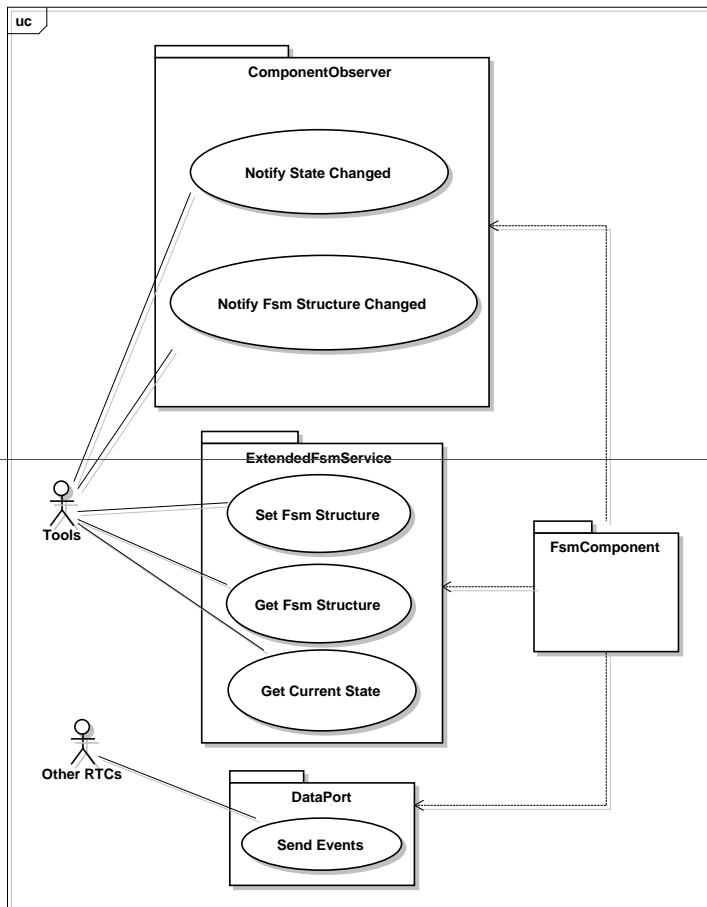 uc
ComponentObserver
Notify State Changed
Notify Fsm Structure Changed
ExtendedFsmService
Set Fsm Structure
Tools
FsmComponent
Get Fsm Structure
Get Current State
Other RTCs
DataPort
Send Events